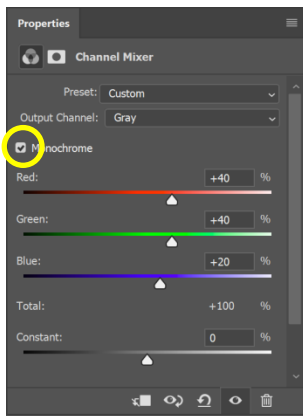 Properties
Channel Mixer
Preset: Custom
Output Channel: Gray
Monochrome
Red: +40 %
Green: +40 %
Blue: +20 %
Total: +100 %
Constant: 0 %